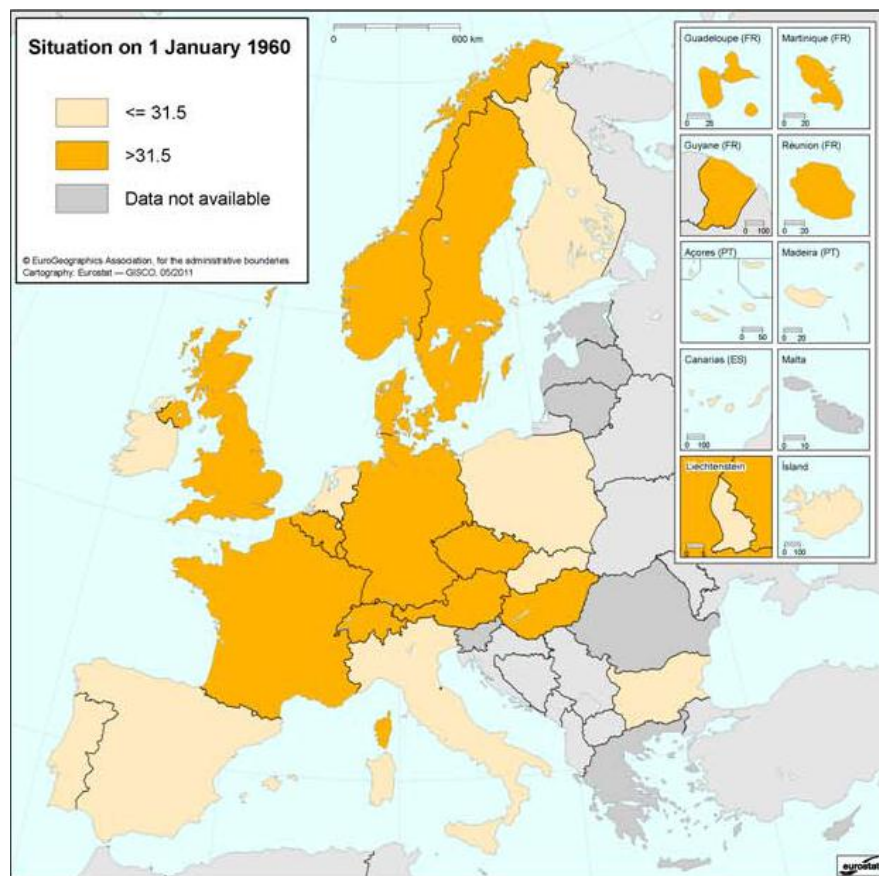 Situation on 1 January 1960
<= 31.5
>31.5
Data not available
© EuroGeographics Association, for the administrative bounderies
Cartography: Eurostat — GISCO, 05/2011
0 600 km
Guadeloupe (FR)
0 25
Martinique (FR)
0 20
Guyane (FR)
0 100
Réunion (FR)
0 20
Açores (PT)
0 50
Madeira (PT)
0 20
Canarias (ES)
0 100
Malta
0 10
Liechtenstein
Ísland
0 100
eurostat